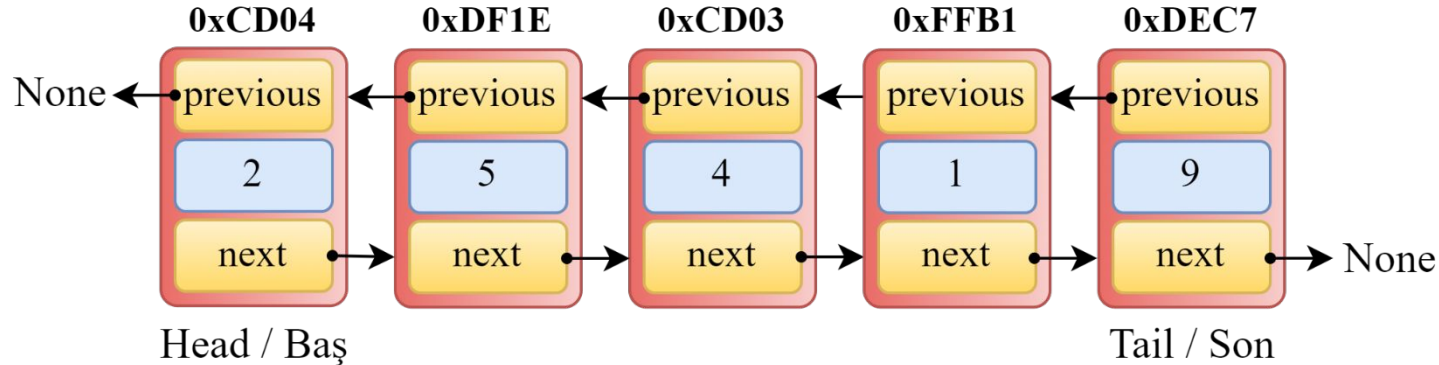 0xCD04 0xDF1E 0xCD03 0xFFB1 0xDEC7
None previous previous previous previous previous
2 5 4 1 9
next next next next next None
Head / Baş Tail / Son